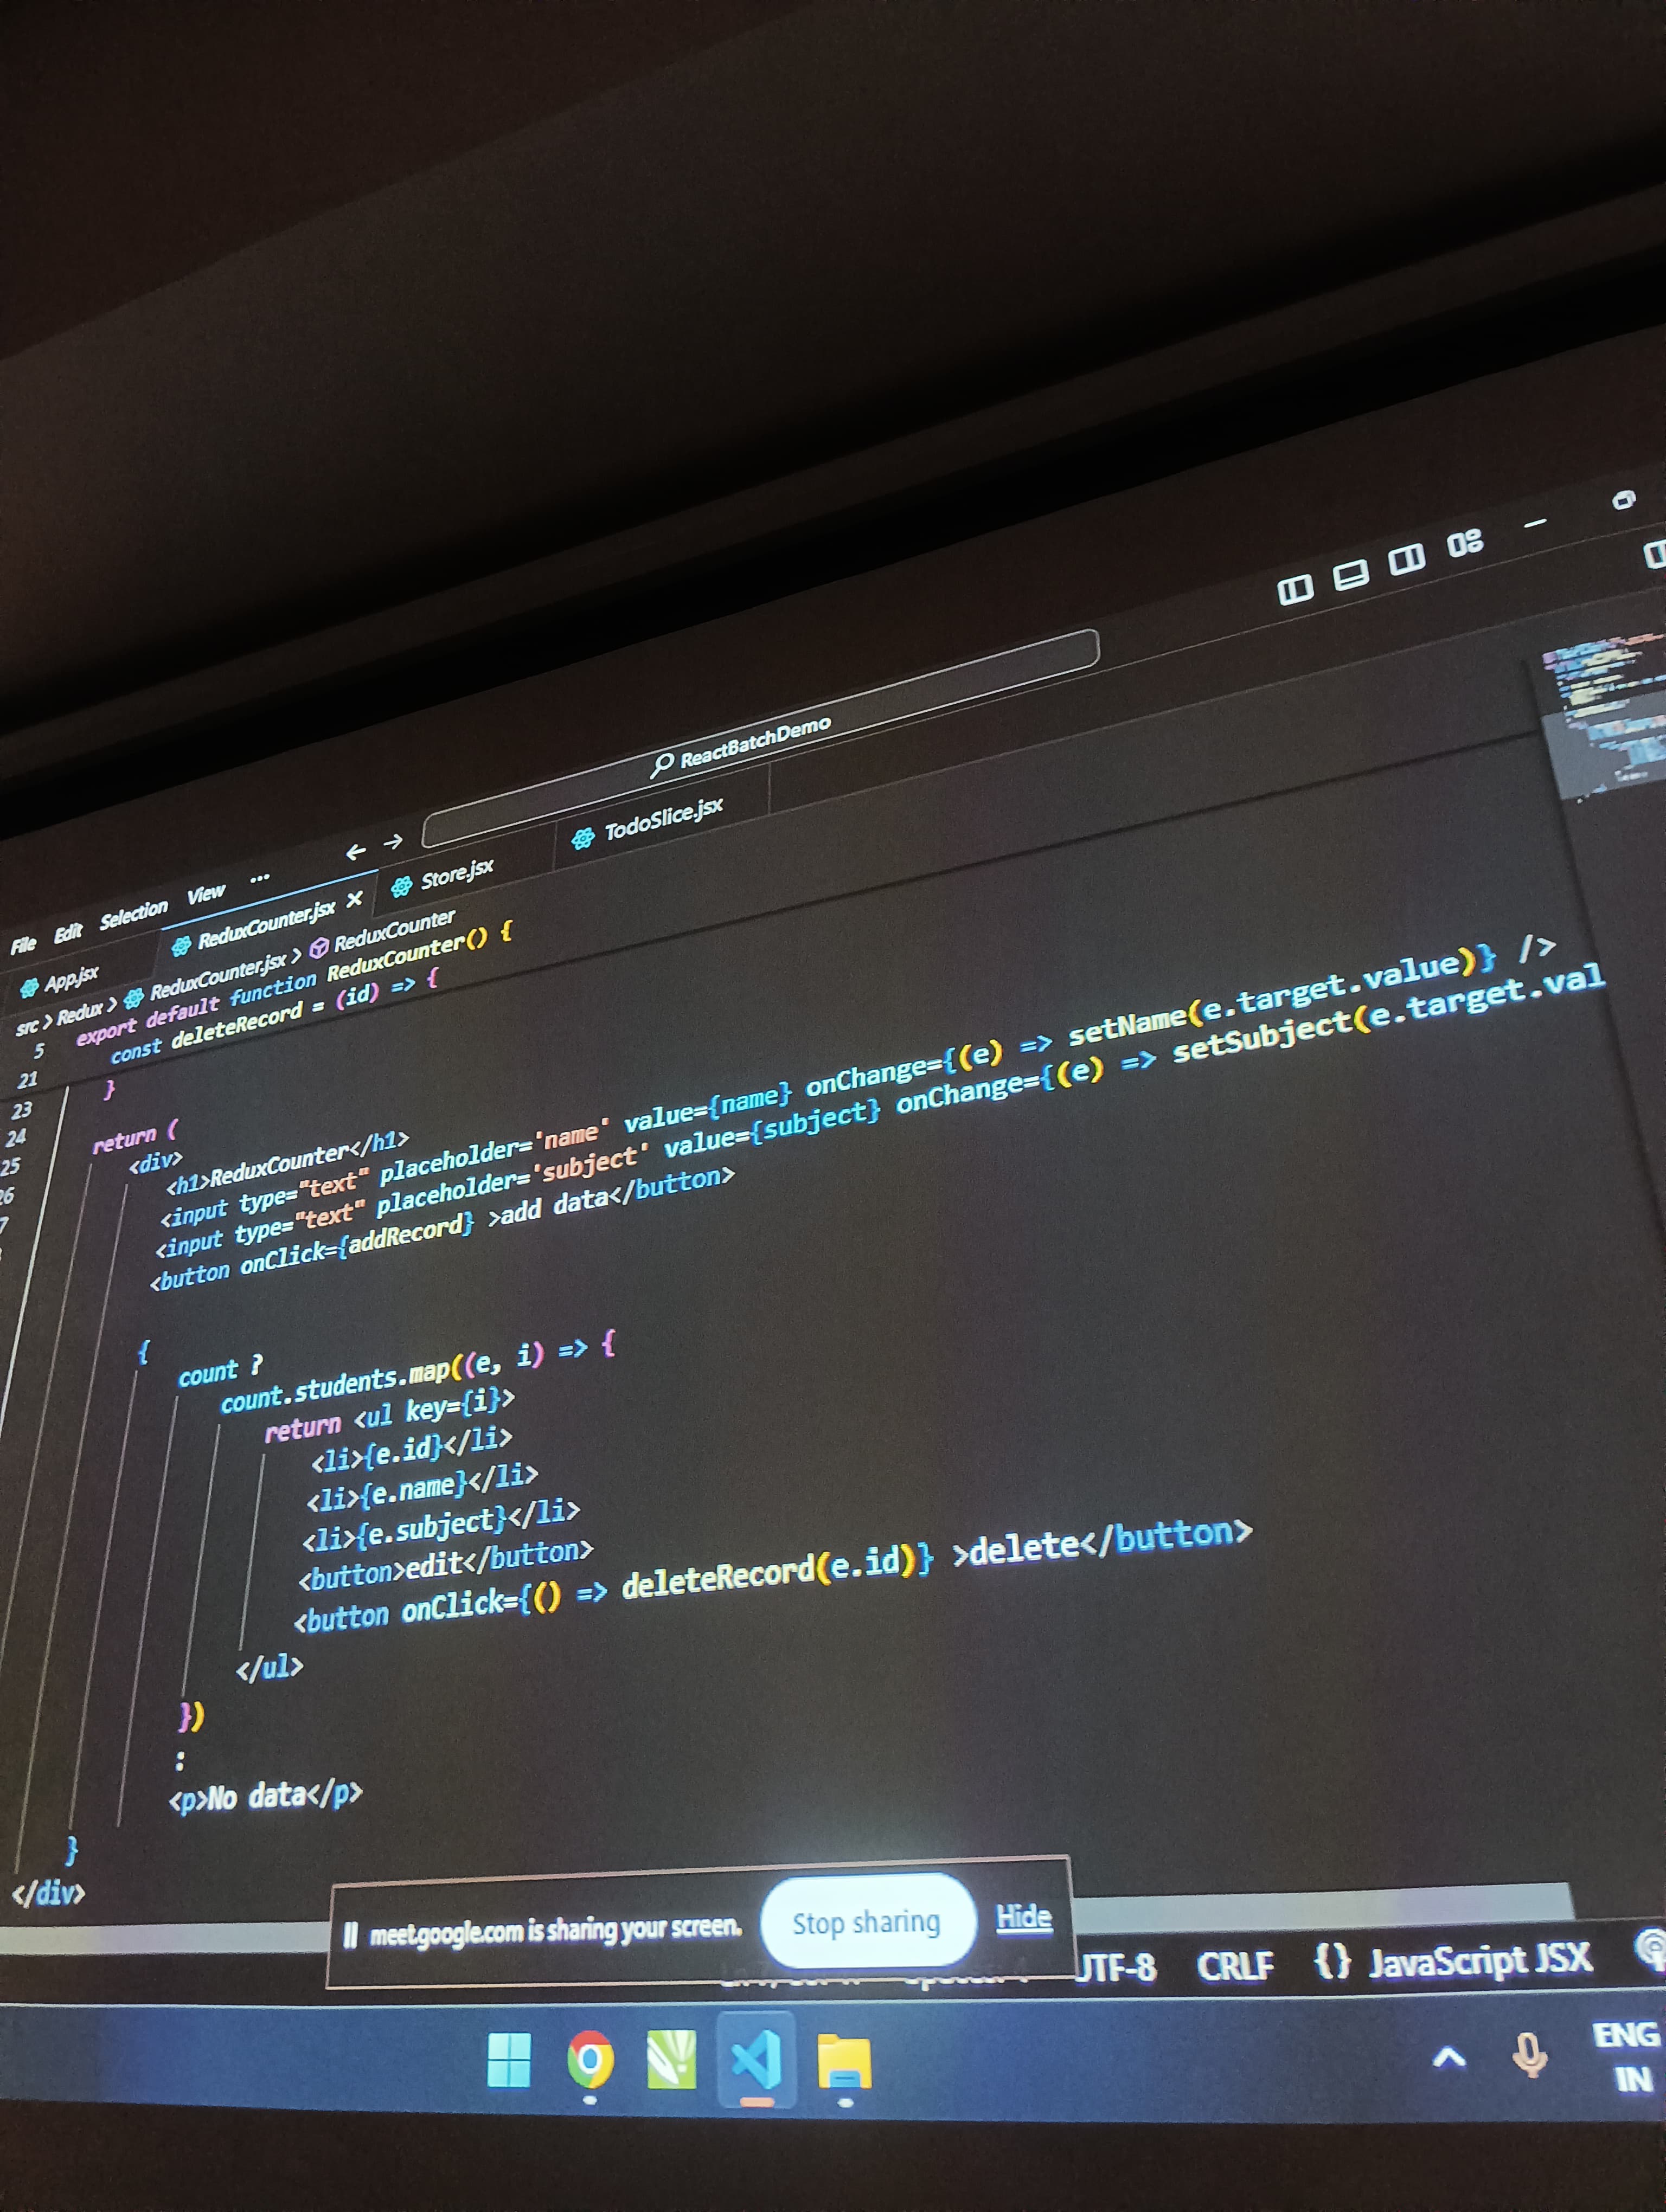 ReactBatchDemo
File Edit Selection View ...
App.jsx ReduxCounter.jsx Store.jsx TodoSlice.jsx
src > Redux > ReduxCounter.jsx > ReduxCounter
5 export default function ReduxCounter() {
21 const deleteRecord = (id) => {
23 }
24
25 return (
<div>
<h1>ReduxCounter</h1>
<input type="text" placeholder='name' value={name} onChange={(e) => setName(e.target.value)} />
<input type="text" placeholder='subject' value={subject} onChange={(e) => setSubject(e.target.val
<button onClick={addRecord} >add data</button>
{
count ?
count.students.map((e, i) => {
return <ul key={i}>
<li>{e.id}</li>
<li>{e.name}</li>
<li>{e.subject}</li>
<button>edit</button>
<button onClick={() => deleteRecord(e.id)} >delete</button>
</ul>
})
:
<p>No data</p>
}
</div>
meet.google.com is sharing your screen. Stop sharing Hide
UTF-8 CRLF {} JavaScript JSX
ENG
IN